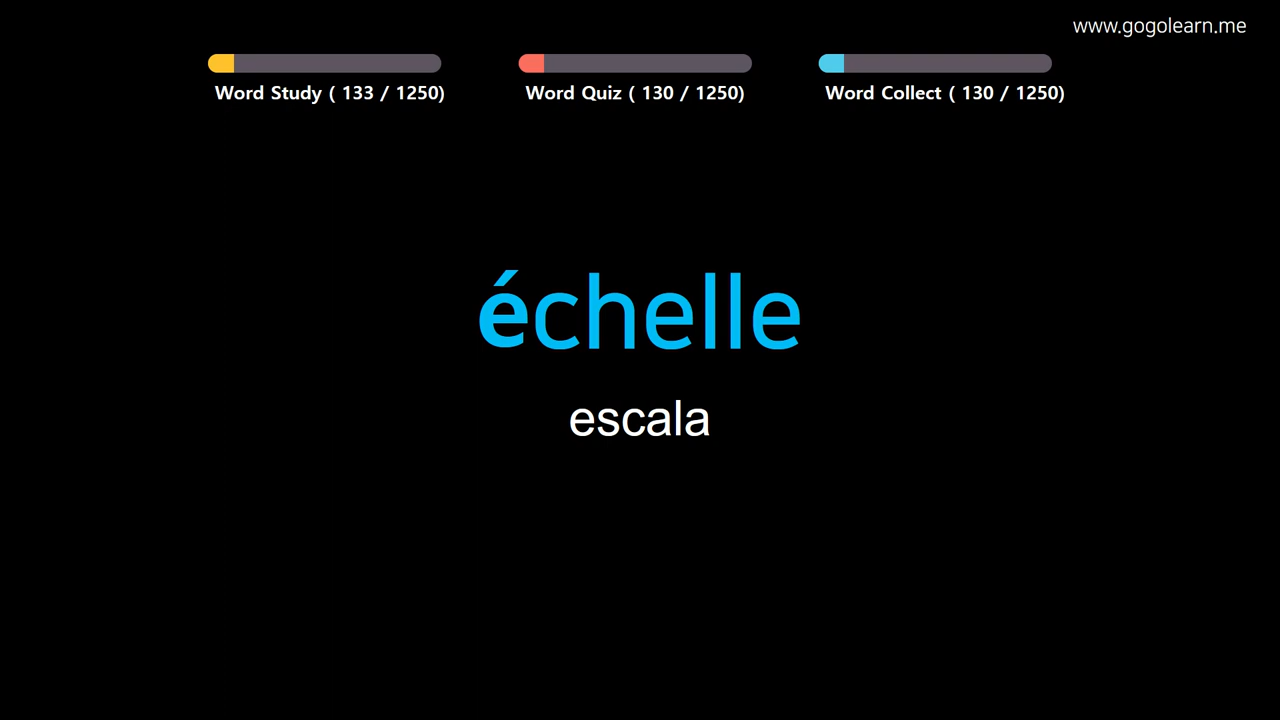 www.gogolearn.me
Word Study ( 133 / 1250)
Word Quiz ( 130 / 1250)
Word Collect ( 130 / 1250)
échelle
escala